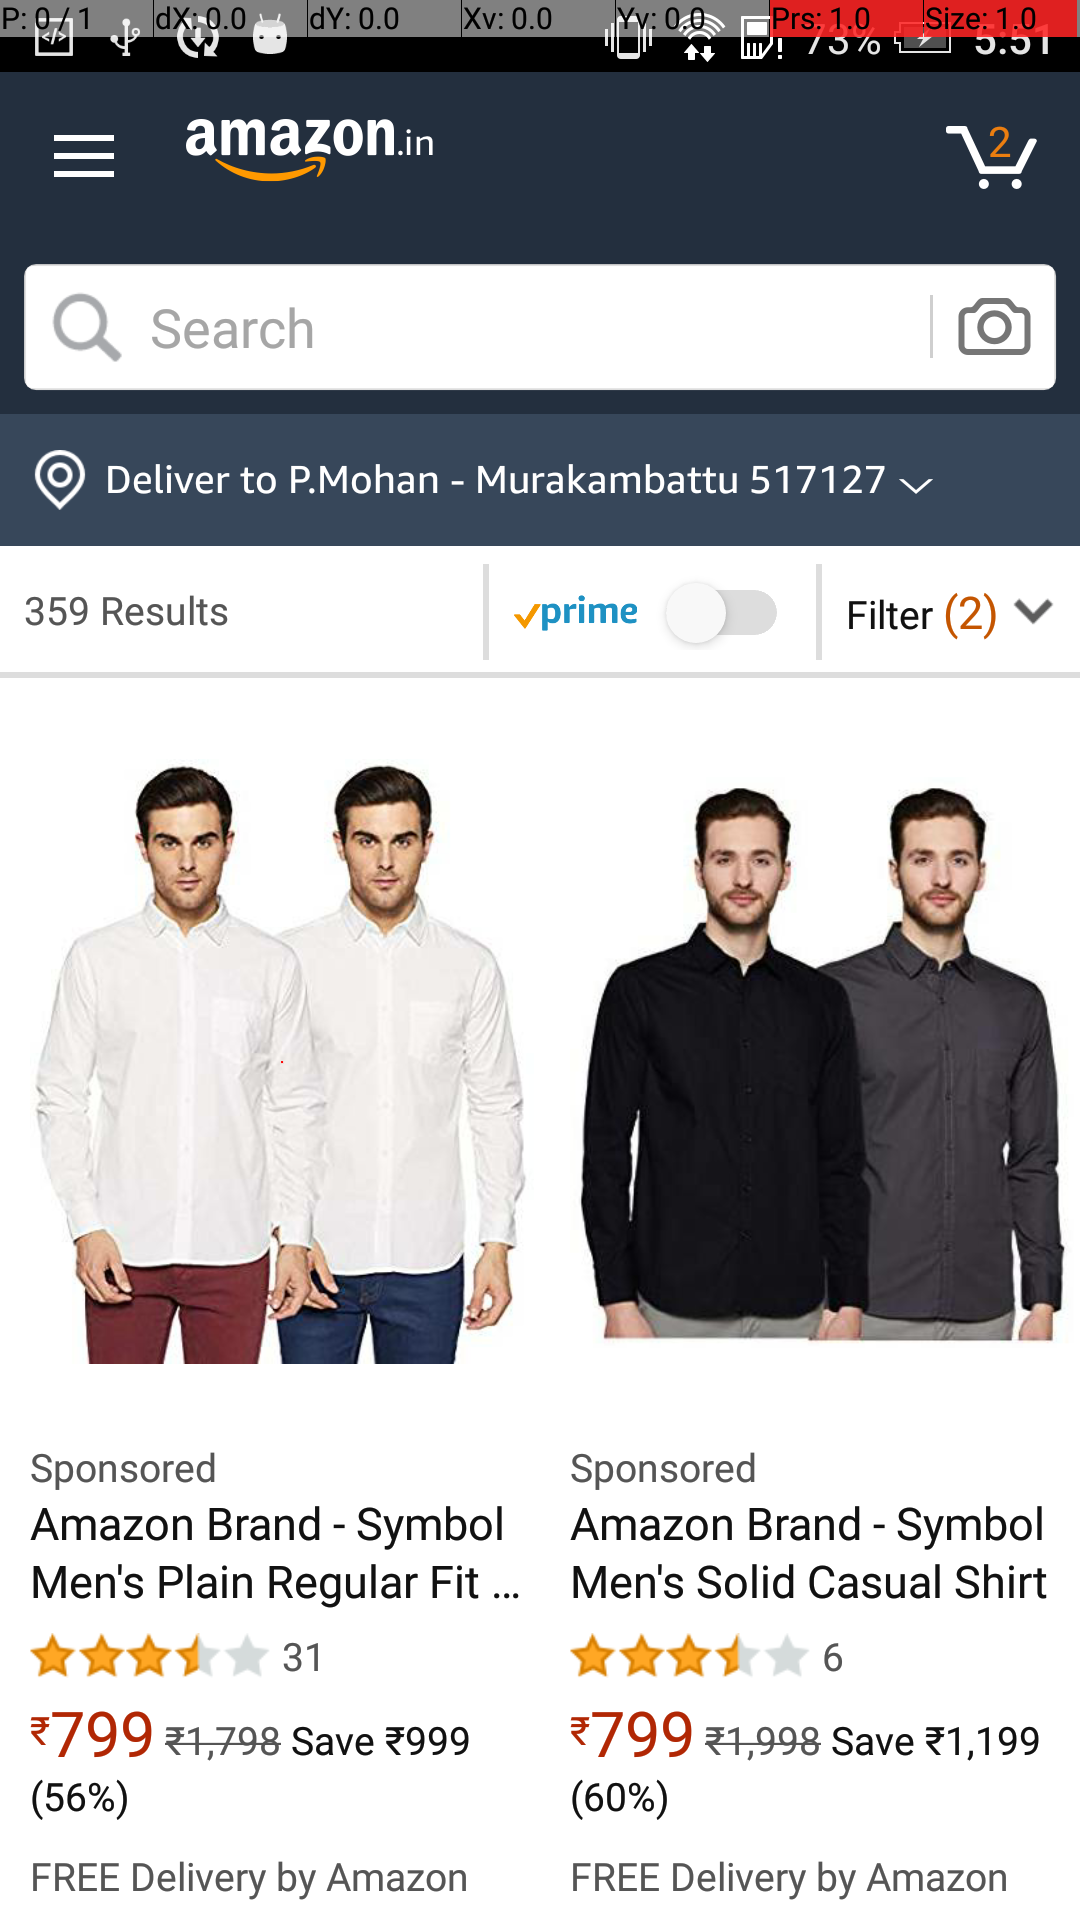 P: 0 / 1 dX: 0.0 dY: 0.0 Xv: 0.0 Yv: 0.0 Prs: 1.0 Size: 1.0
73% 5:51
amazon.in
2
Search
Deliver to P.Mohan - Murakambattu 517127
359 Results
prime
Filter (2)
Sponsored
Amazon Brand - Symbol
Men's Plain Regular Fit ...
31
₹799 ₹1,798 Save ₹999
(56%)
FREE Delivery by Amazon
Sponsored
Amazon Brand - Symbol
Men's Solid Casual Shirt
6
₹799 ₹1,998 Save ₹1,199
(60%)
FREE Delivery by Amazon